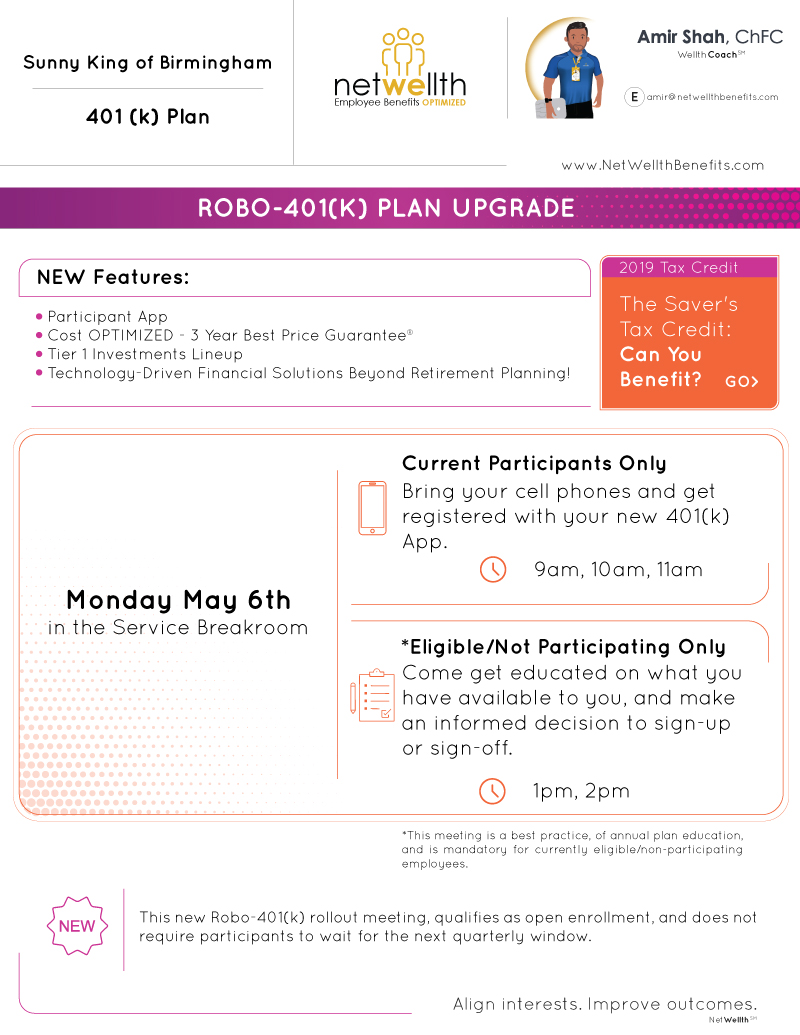 Sunny King of Birmingham
401 (k) Plan
netwellth
Employee Benefits OPTIMIZED
Amir Shah, ChFC
Wellth Coach℠
E amir@netwellthbenefits.com
www.NetWellthBenefits.com
ROBO-401(K) PLAN UPGRADE
NEW Features:
• Participant App
• Cost OPTIMIZED - 3 Year Best Price Guarantee®
• Tier 1 Investments Lineup
• Technology-Driven Financial Solutions Beyond Retirement Planning!
2019 Tax Credit
The Saver's
Tax Credit:
Can You
Benefit? GO>
Monday May 6th
in the Service Breakroom
Current Participants Only
Bring your cell phones and get
registered with your new 401(k)
App.
9am, 10am, 11am
*Eligible/Not Participating Only
Come get educated on what you
have available to you, and make
an informed decision to sign-up
or sign-off.
1pm, 2pm
*This meeting is a best practice, of annual plan education,
and is mandatory for currently eligible/non-participating
employees.
NEW
This new Robo-401(k) rollout meeting, qualifies as open enrollment, and does not
require participants to wait for the next quarterly window.
Align interests. Improve outcomes.
NetWellth℠